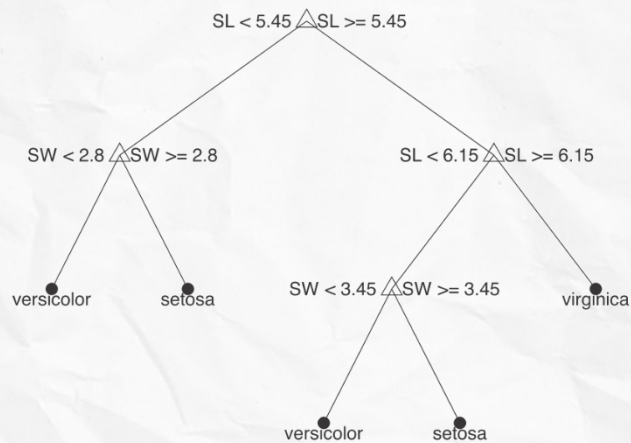 SL < 5.45 SL >= 5.45
SW < 2.8 SW >= 2.8
SL < 6.15 SL >= 6.15
versicolor
setosa
SW < 3.45 SW >= 3.45
virginica
versicolor
setosa